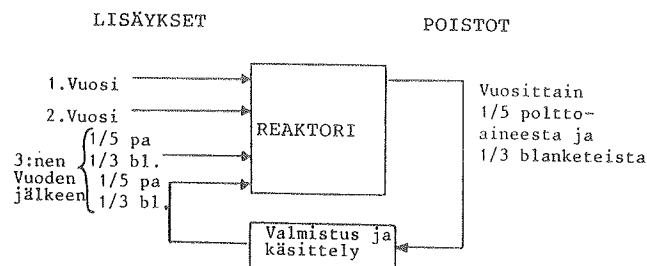 LISÄYKSET
POISTOT
1.Vuosi
2.Vuosi
3:nen
Vuoden
jälkeen
1/5 pa
1/3 bl.
1/5 pa
1/3 bl.
REAKTORI
Vuosittain
1/5 poltto-
aineesta ja
1/3 blanketeista
Valmistus ja
käsittely